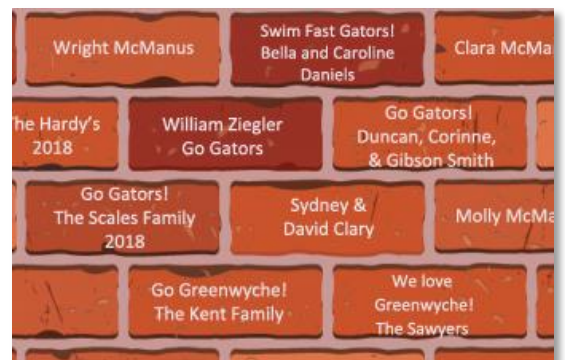 Wright McManus
Swim Fast Gators!
Bella and Caroline
Daniels
Clara McMa
he Hardy's
2018
William Ziegler
Go Gators
Go Gators!
Duncan, Corinne,
& Gibson Smith
Go Gators!
The Scales Family
2018
Sydney &
David Clary
Molly McMa
Go Greenwyche!
The Kent Family
We love
Greenwyche!
The Sawyers